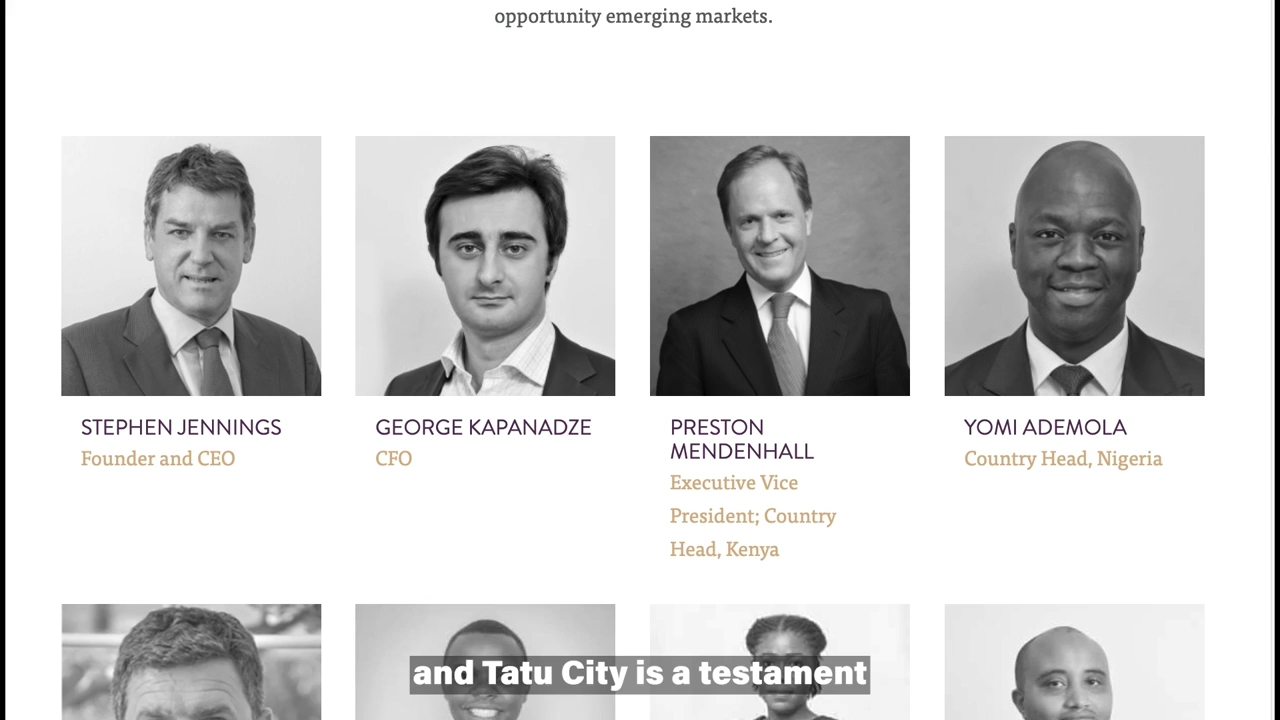 opportunity emerging markets.
STEPHEN JENNINGS
Founder and CEO
GEORGE KAPANADZE
CFO
PRESTON
MENDENHALL
Executive Vice
President; Country
Head, Kenya
YOMI ADEMOLA
Country Head, Nigeria
and Tatu City is a testament